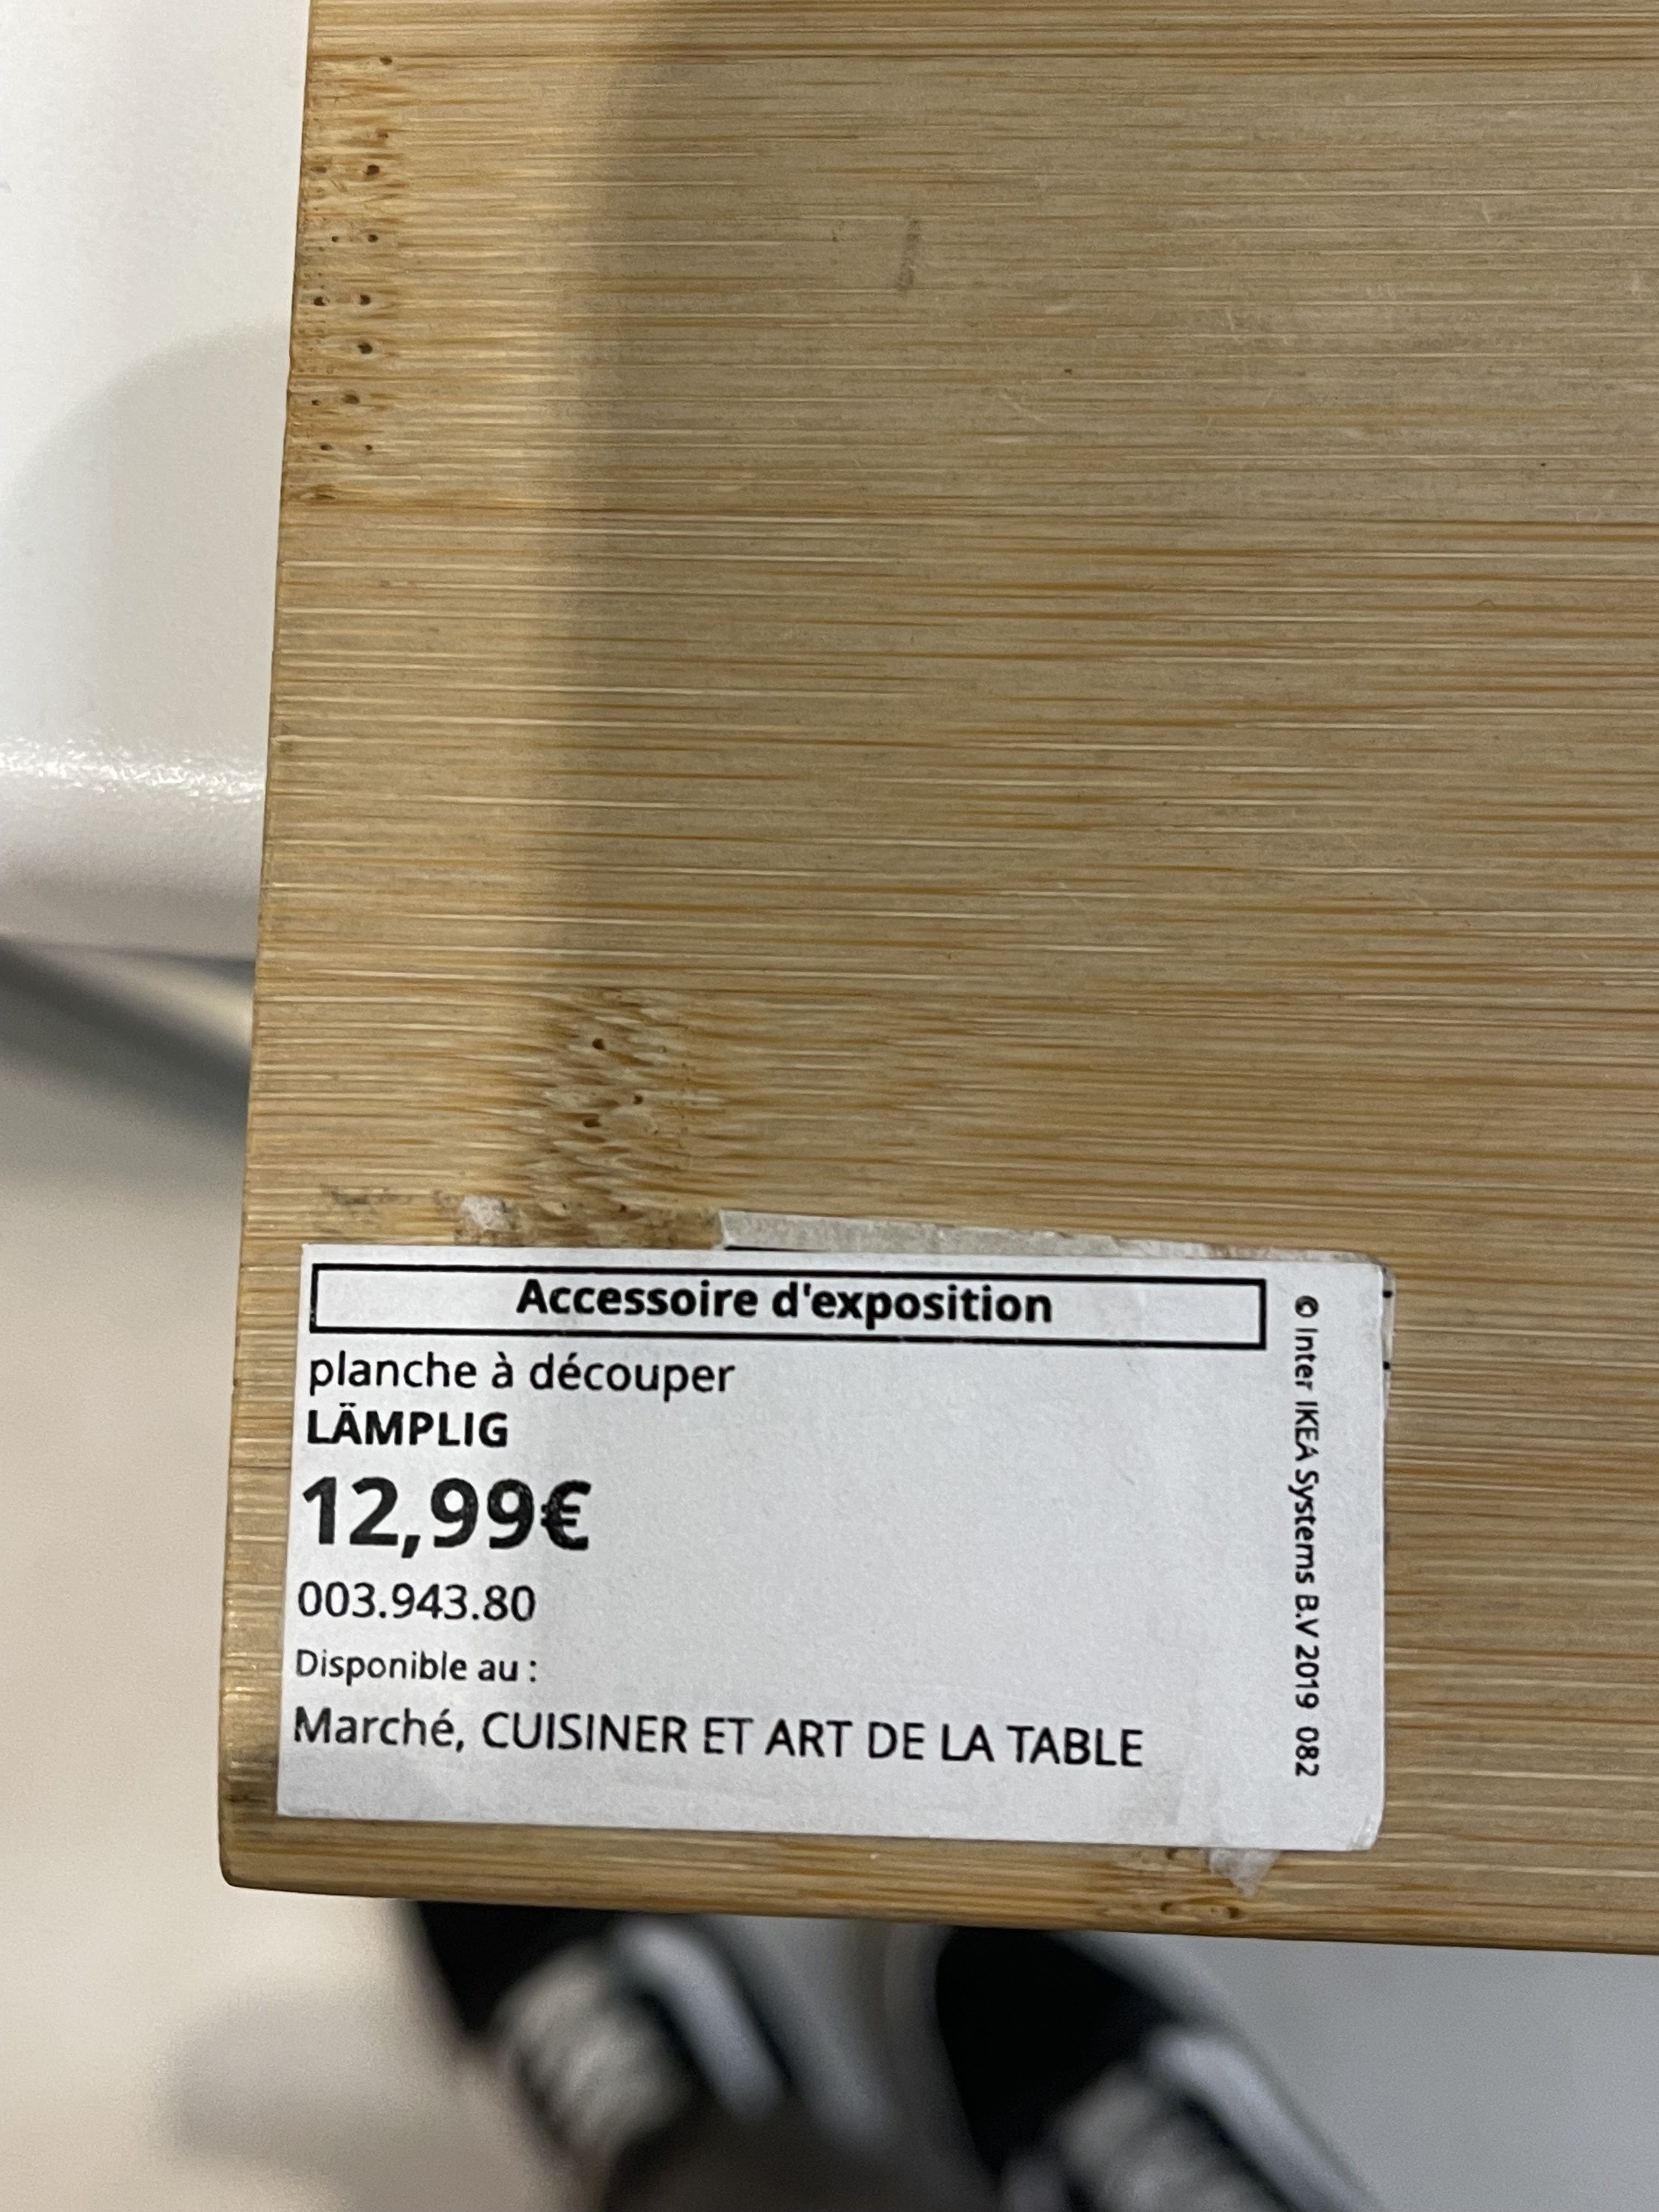 Accessoire d'exposition
planche à découper
LÄMPLIG
12,99€
003.943.80
Disponible au :
Marché, CUISINER ET ART DE LA TABLE
© Inter IKEA Systems B.V 2019 082